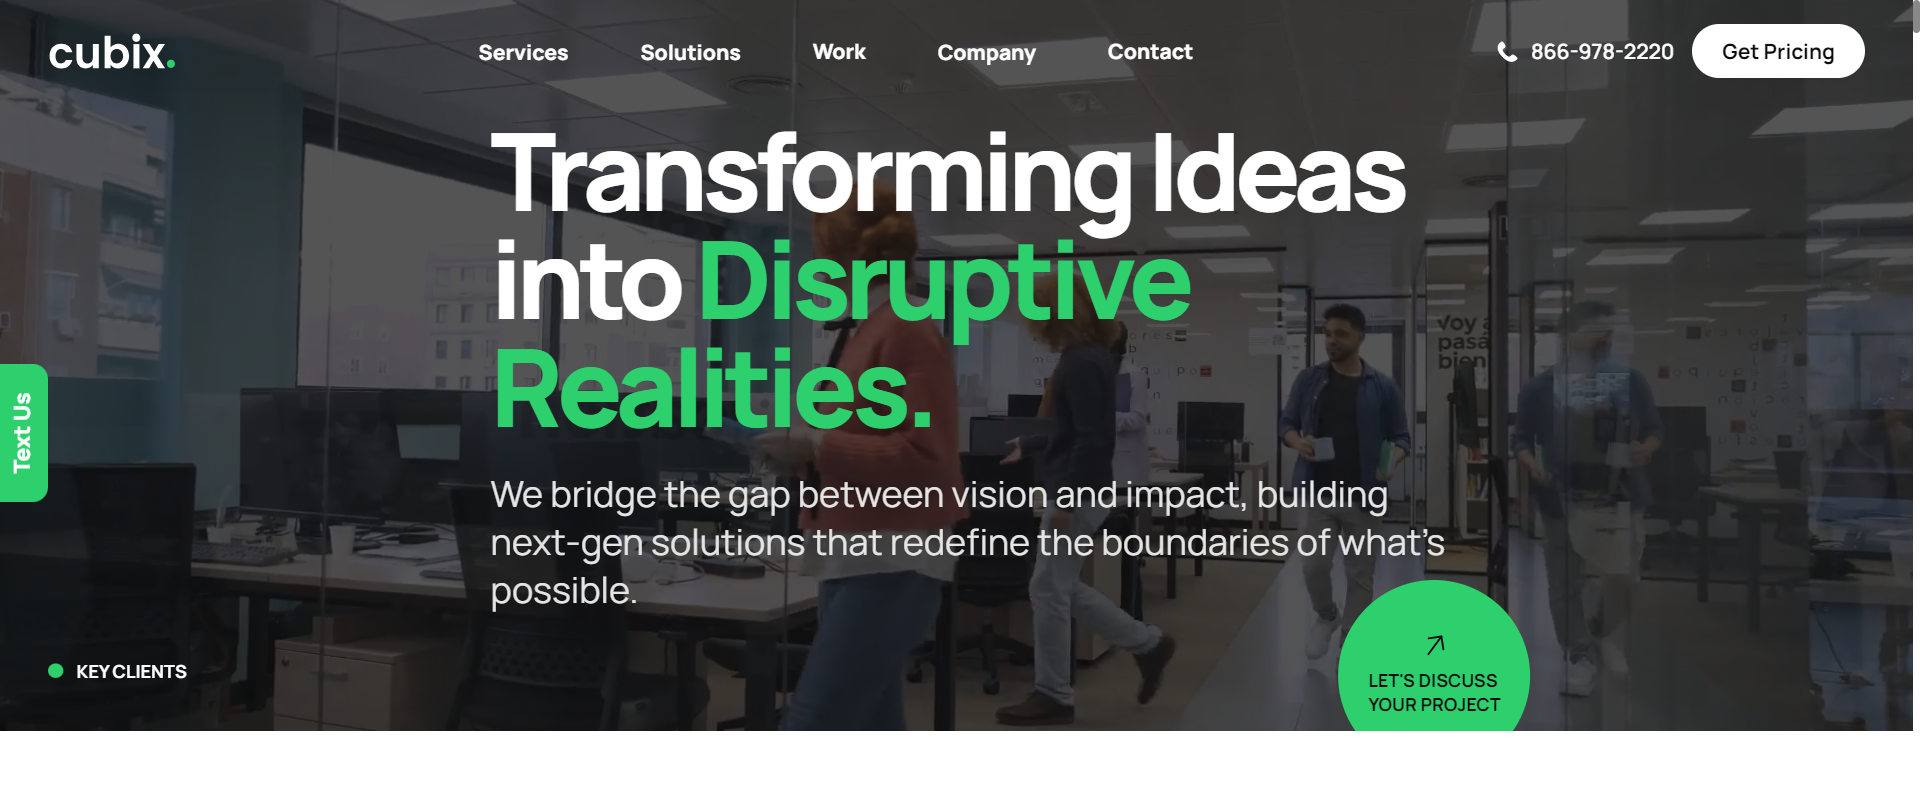 cubix.
Services
Solutions
Work
Company
Contact
866-978-2220
Get Pricing
Transforming Ideas
into Disruptive
Realities.
We bridge the gap between vision and impact, building
next-gen solutions that redefine the boundaries of what's
possible.
Voy a
pasa
bien
Text Us
KEY CLIENTS
LET'S DISCUSS
YOUR PROJECT